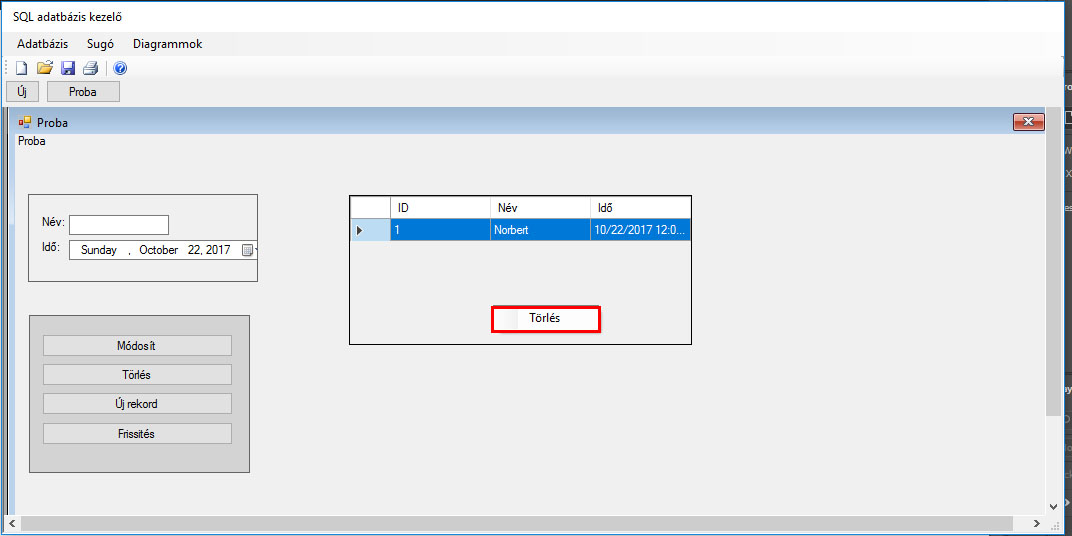 SQL adatbázis kezelő
Adatbázis Sugó Diagrammok
Új Proba
Proba
Proba
Név:
Idő: Sunday , October 22, 2017
Módosít
Törlés
Új rekord
Frissités
ID Név Idő
1 Norbert 10/22/2017 12:0...
Törlés